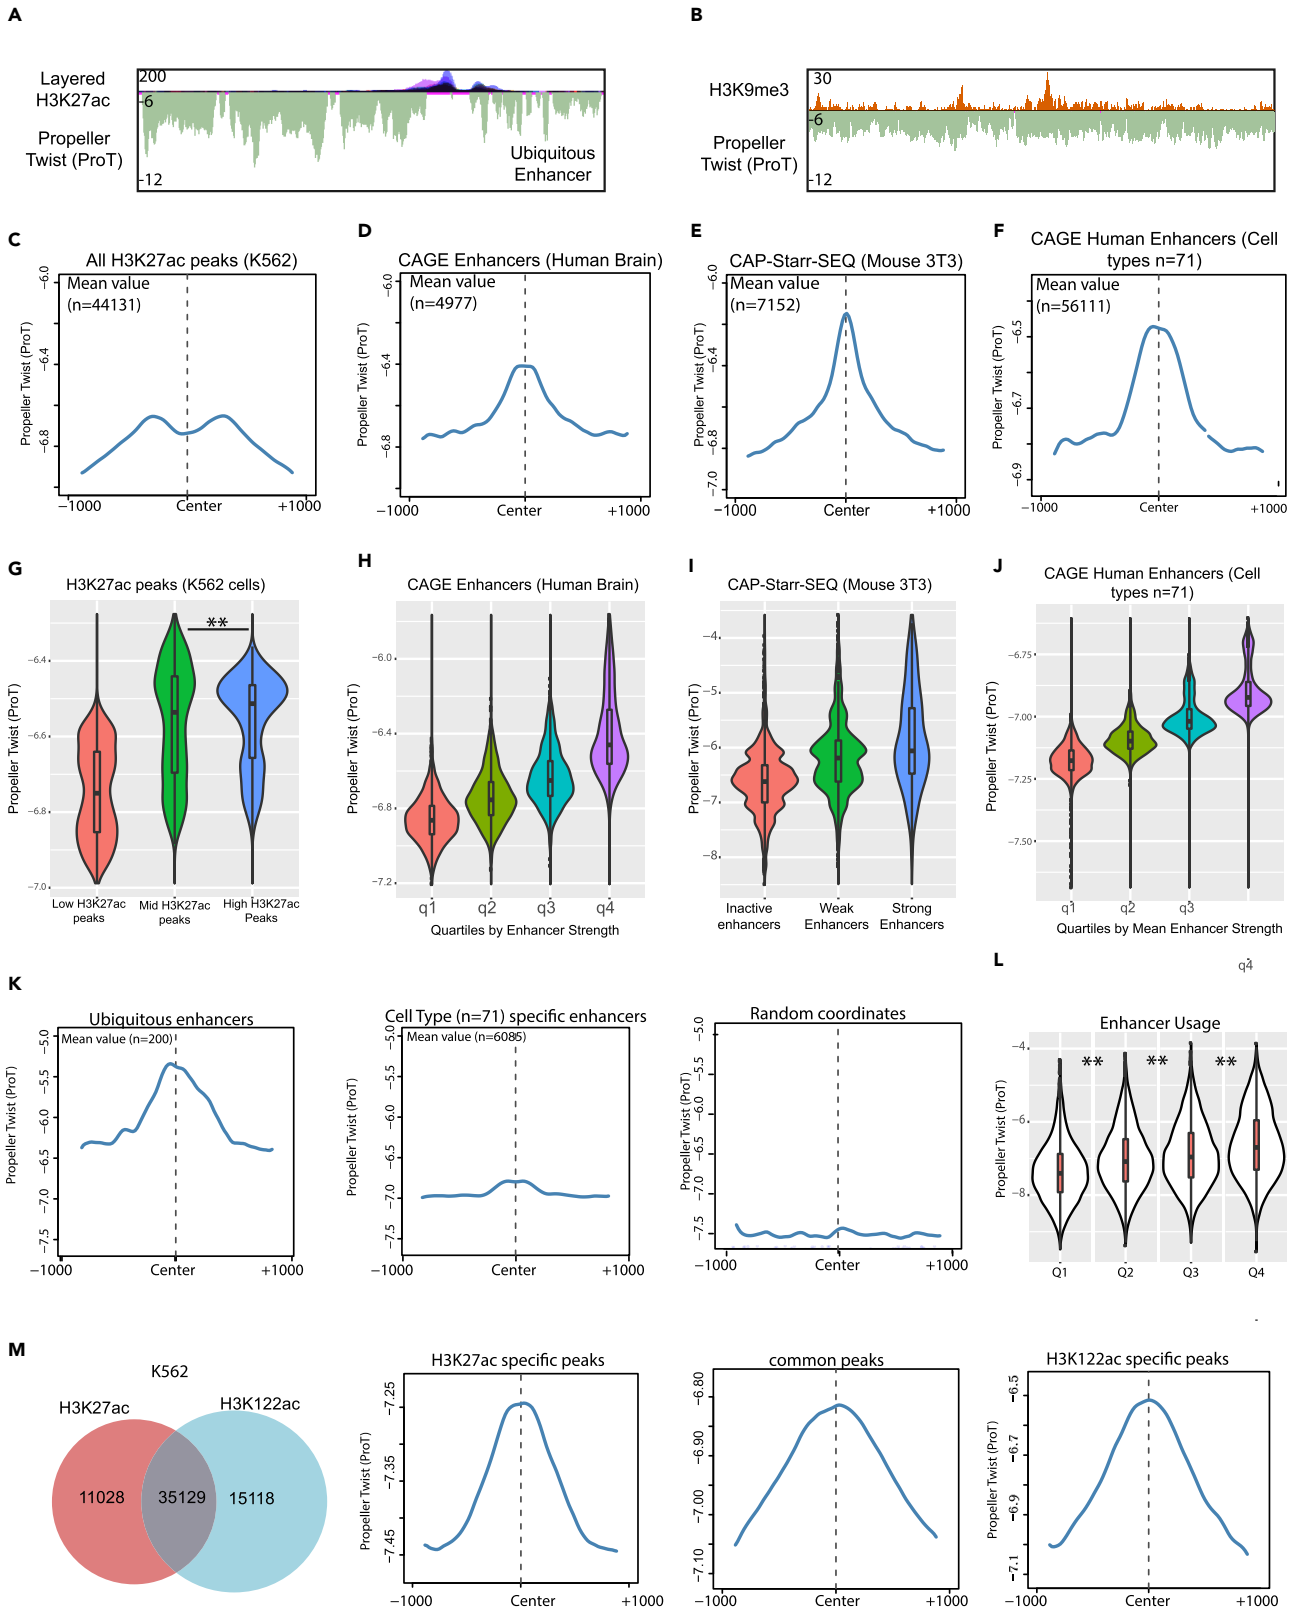 A
Layered
H3K27ac
Propeller
Twist (ProT)
200
-6
-12
Ubiquitous
Enhancer
B
H3K9me3
Propeller
Twist (ProT)
30
-6
-12
C
All H3K27ac peaks (K562)
Mean value
(n=44131)
Propeller Twist (ProT)
−6.0
−6.4
−6.8
−1000
Center
+1000
D
CAGE Enhancers (Human Brain)
Mean value
(n=4977)
Propeller Twist (ProT)
−6.0
−6.4
−6.8
−1000
Center
+1000
E
CAP-Starr-SEQ (Mouse 3T3)
Mean value
(n=7152)
Propeller Twist (ProT)
−6.0
−6.4
−6.8
−7.0
−1000
Center
+1000
F
CAGE Human Enhancers (Cell
types n=71)
Mean value
(n=56111)
Propeller Twist (ProT)
−6.5
−6.7
−6.9
−1000
Center
+1000
G
H3K27ac peaks (K562 cells)
**
Propeller Twist (ProT)
−6.4
−6.6
−6.8
−7.0
Low H3K27ac
peaks
Mid H3K27ac
peaks
High H3K27ac
Peaks
H
CAGE Enhancers (Human Brain)
Propeller Twist (ProT)
−6.0
−6.4
−6.8
−7.2
q1
q2
q3
q4
Quartiles by Enhancer Strength
I
CAP-Starr-SEQ (Mouse 3T3)
Propeller Twist (ProT)
−4
−5
−6
−7
−8
Inactive
enhancers
Weak
Enhancers
Strong
Enhancers
J
CAGE Human Enhancers (Cell
types n=71)
Propeller Twist (ProT)
−6.75
−7.00
−7.25
−7.50
q1
q2
q3
Quartiles by Mean Enhancer Strength
q4
K
Ubiquitous enhancers
Mean value (n=200)
Propeller Twist (ProT)
−5.0
−5.5
−6.0
−6.5
−7.0
−7.5
−1000
Center
+1000
Cell Type (n=71) specific enhancers
Mean value (n=6085)
Propeller Twist (ProT)
−5.0
−5.5
−6.0
−6.5
−7.0
−7.5
−1000
Center
+1000
Random coordinates
Propeller Twist (ProT)
−5.0
−5.5
−6.0
−6.5
−7.0
−7.5
−1000
Center
+1000
L
Enhancer Usage
** ** **
Propeller Twist (ProT)
−4
−6
−8
Q1
Q2
Q3
Q4
M
K562
H3K27ac
H3K122ac
11028
35129
15118
H3K27ac specific peaks
Propeller Twist (ProT)
−7.25
−7.35
−7.45
−1000
Center
+1000
common peaks
Propeller Twist (ProT)
−6.80
−6.90
−7.00
−7.10
−1000
Center
+1000
H3K122ac specific peaks
Propeller Twist (ProT)
−6.5
−6.7
−6.9
−7.1
−1000
Center
+1000